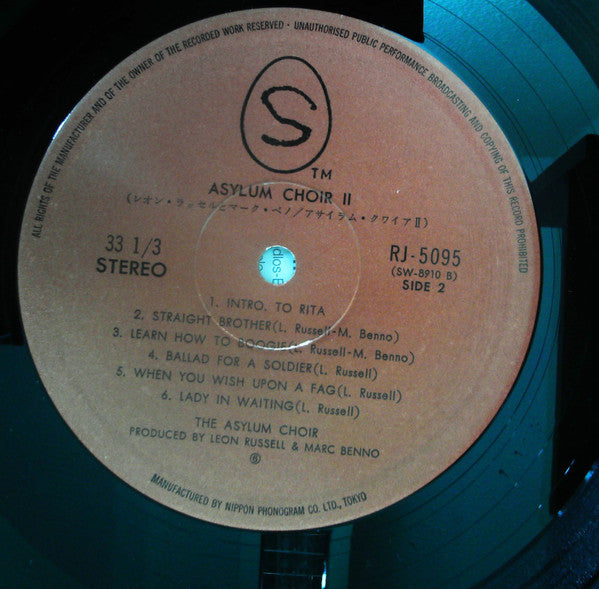 ALL RIGHTS OF THE MANUFACTURER AND OF THE OWNER OF THE RECORDED WORK RESERVED · UNAUTHORISED PUBLIC PERFORMANCE BROADCASTING AND COPYING OF THIS RECORD PROHIBITED
S
TM
ASYLUM CHOIR II
(レオン・ラッセルとマーク・ベノ/アサイラム・クワイアII)
33 1/3
STEREO
RJ-5095
(SW-8910 B)
SIDE 2
1. INTRO. TO RITA
2. STRAIGHT BROTHER(L. Russell-M. Benno)
3. LEARN HOW TO BOOGIE(L. Russell-M. Benno)
4. BALLAD FOR A SOLDIER(L. Russell)
5. WHEN YOU WISH UPON A FAG(L. Russell)
6. LADY IN WAITING(L. Russell)
THE ASYLUM CHOIR
PRODUCED BY LEON RUSSELL & MARC BENNO
MANUFACTURED BY NIPPON PHONOGRAM CO. LTD., TOKYO